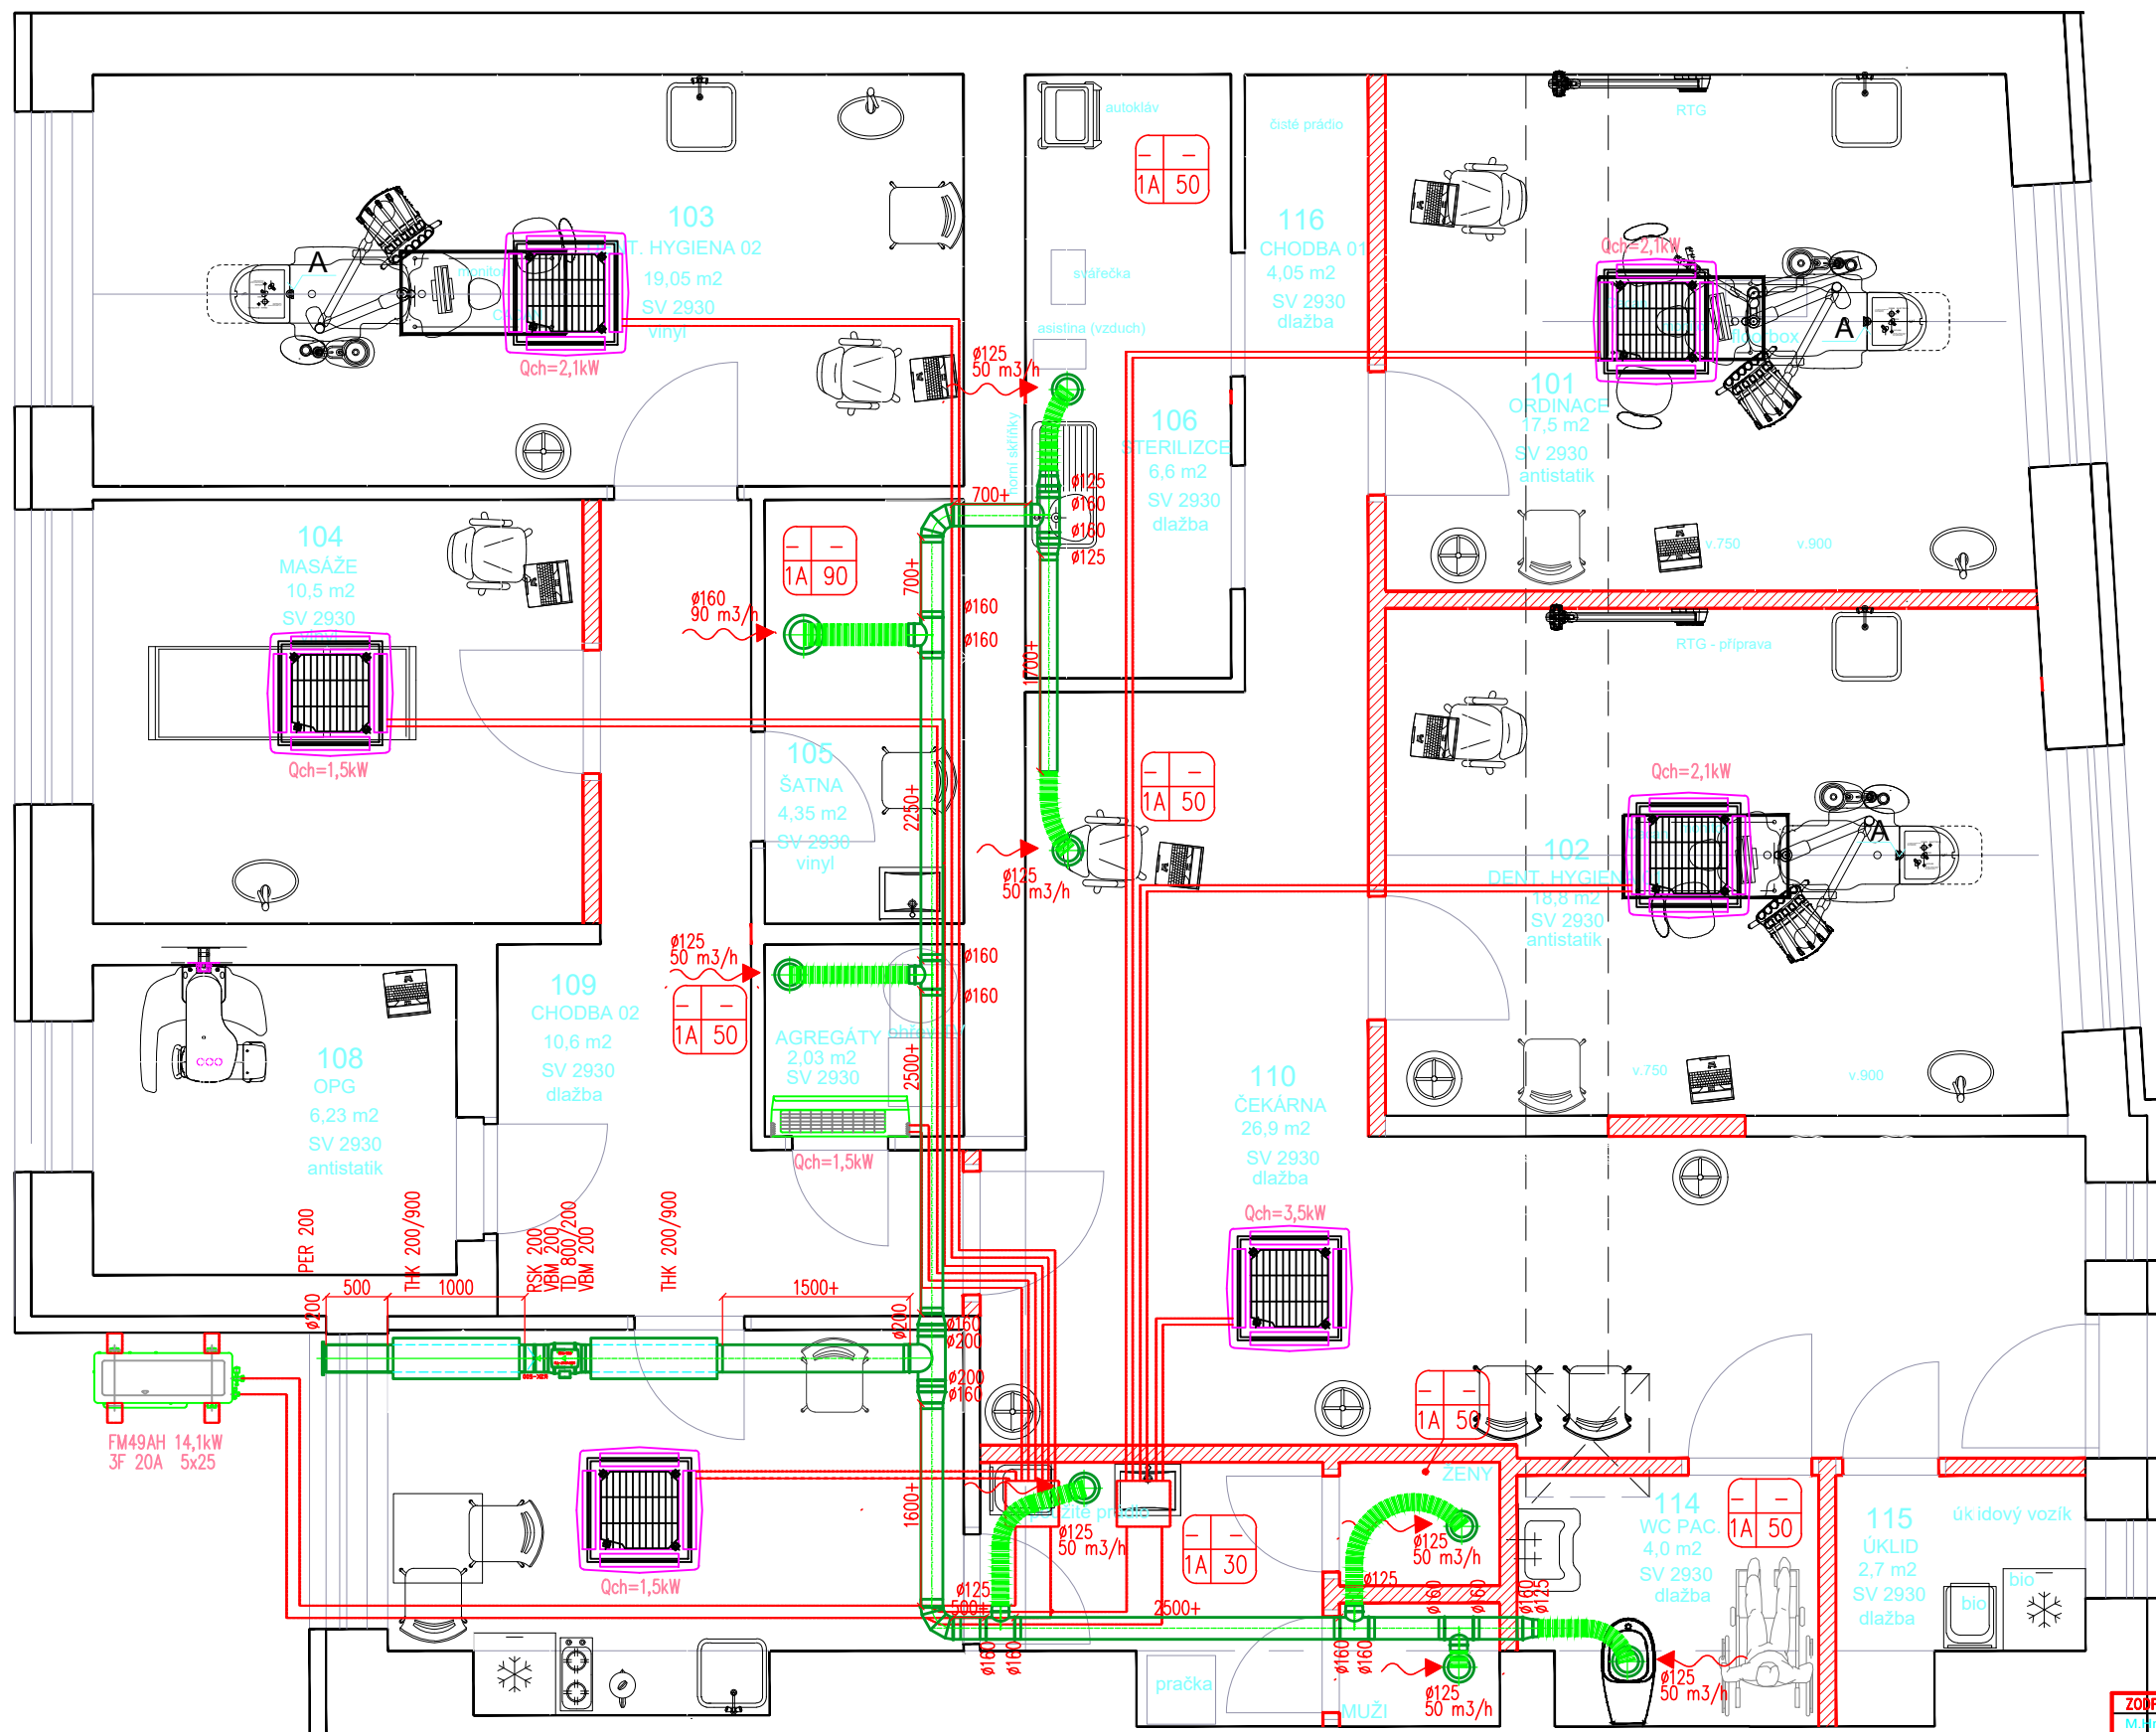 autokláv
čisté prádlo
RTG
1A 50
103
T. HYGIENA 02
19,05 m2
SV 2930
vinyl
A
monitor
Qch=2,1kW
116
CHODBA 01
4,05 m2
SV 2930
dlažba
svářečka
asistina (vzduch)
ø125
50 m3/h
horní skříňky
106
STERILIZCE
6,6 m2
SV 2930
dlažba
Qch=2,1kW
A
floorbox
101
ORDINACE
17,5 m2
SV 2930
antistatik
v.750
v.900
700+
ø125
ø160
ø160
ø125
104
MASÁŽE
10,5 m2
SV 2930
Qch=1,5kW
1A 90
ø160
90 m3/h
700+
ø160
ø160
1700+
RTG - příprava
105
ŠATNA
4,35 m2
SV 2930
vinyl
2250+
1A 50
ø125
50 m3/h
Qch=2,1kW
A
102
DENT. HYGIENA
18,8 m2
SV 2930
antistatik
v.750
v.900
ø125
50 m3/h
1A 50
ø160
ø160
109
CHODBA 02
10,6 m2
SV 2930
dlažba
AGREGÁTY
2,03 m2
SV 2930
2500+
Qch=1,5kW
108
OPG
6,23 m2
SV 2930
antistatik
110
ČEKÁRNA
26,9 m2
SV 2930
dlažba
Qch=3,5kW
PER 200
THK 200/900
RSK 200
VBM 200
TD 800/200
VBM 200
THK 200/900
500
1000
1500+
ø200
ø200
ø160
ø200
ø200
ø160
FM49AH 14,1kW
3F 20A 5x25
Qch=1,5kW
1600+
1A 50
ŽENY
použité prádlo
ø125
50 m3/h
1A 30
ø125
50 m3/h
114
WC PAC.
4,0 m2
SV 2930
dlažba
1A 50
115
ÚKLID
2,7 m2
SV 2930
dlažba
úk idový vozík
bio
bio
ø125
500+
2500+
ø125
ø160
ø160
ø160
ø125
ø160
ø160
ø160
ø160
pračka
MUŽI
ø125
50 m3/h
ø125
50 m3/h